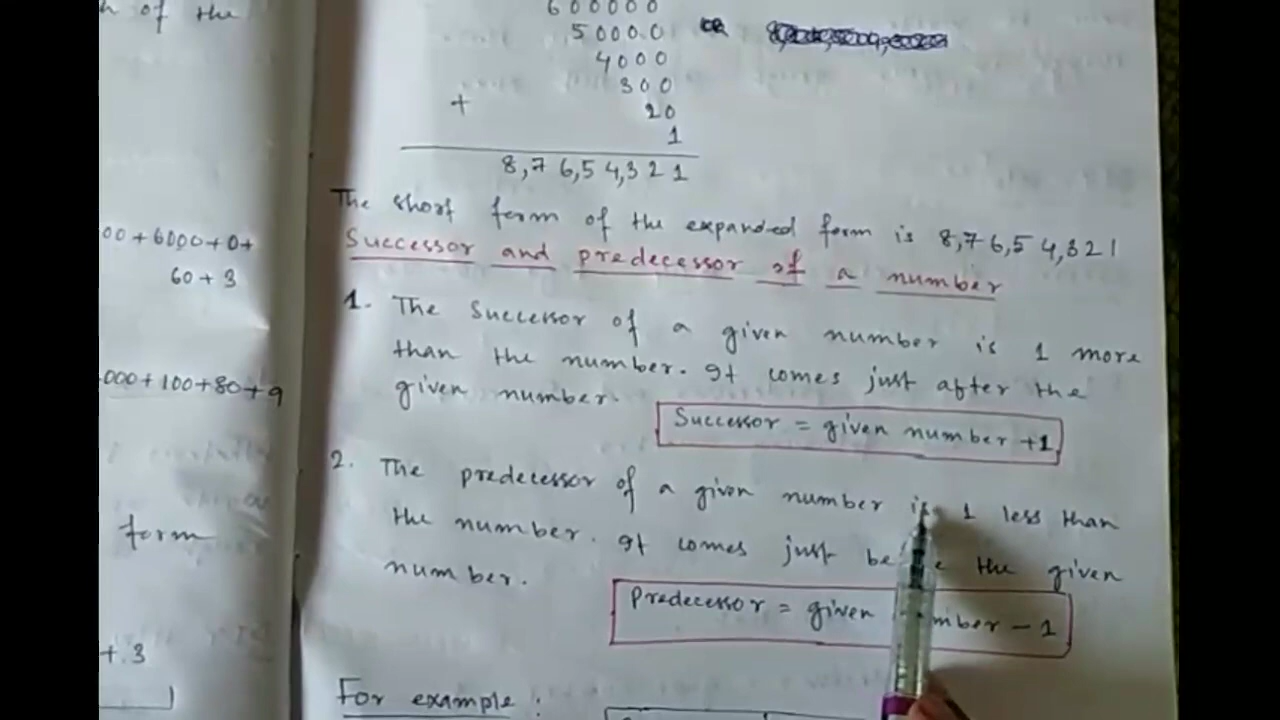 h of the
00+6000+0+
60+3
000+100+80+9
form
+ 3
600000
50000 OR
4000
300
+ 20
1
8,76,54,321
The short form of the expanded form is 8,76,54,321
Successor and predecessor of a number
1. The Successor of a given number is 1 more
than the number. It comes just after the
given number.
Successor = given number +1
2. The predecessor of a given number is 1 less than
the number. It comes just the given
number.
Predecessor = given - 1
For example :